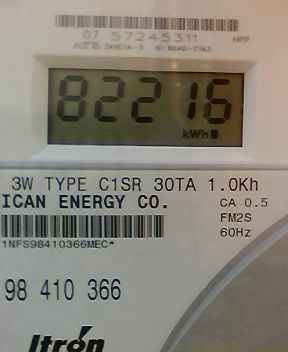 07 57245311
82216
kWh
3W TYPE C1SR 30TA 1.0Kh
ICAN ENERGY CO.
CA 0.5
FM2S
60Hz
1NFS98410366MEC*
98 410 366
Itron